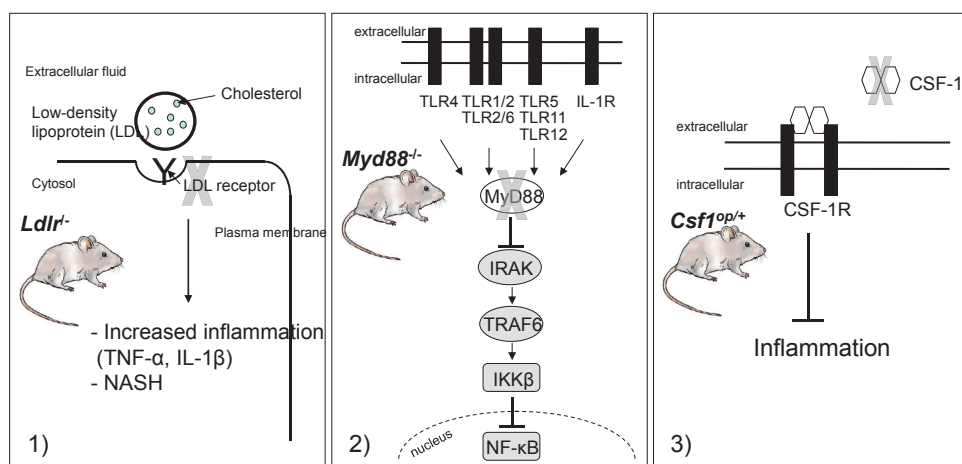 Extracellular fluid
Cholesterol
Low-density
lipoprotein (LDL)
Cytosol
LDL receptor
Ldlr-/-
Plasma membrane
- Increased inflammation
(TNF-α, IL-1β)
- NASH
1)
extracellular
intracellular
TLR4 TLR1/2 TLR5 IL-1R
TLR2/6 TLR11
TLR12
Myd88-/-
MyD88
IRAK
TRAF6
IKKβ
nucleus
NF-κB
2)
CSF-1
extracellular
intracellular
CSF-1R
Csf1op/+
Inflammation
3)